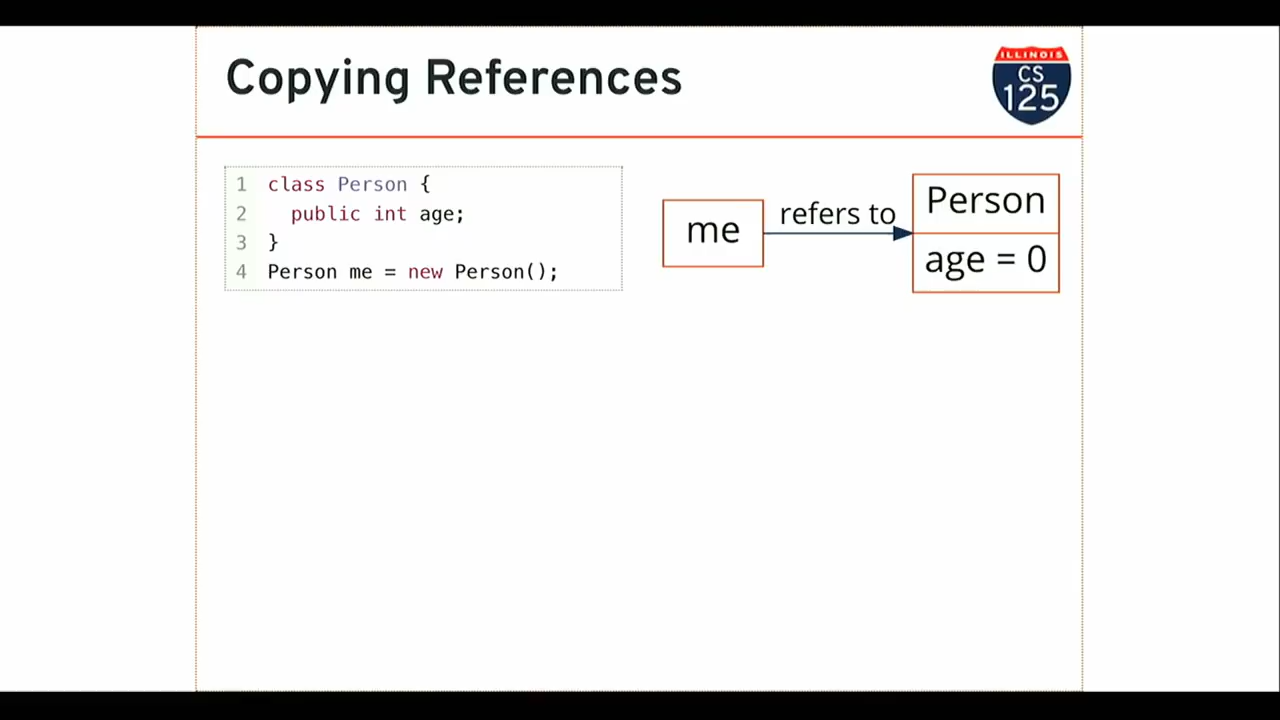 Copying References
ILLINOIS
CS
125
1 class Person {
2   public int age;
3 }
4 Person me = new Person();
me
refers to
Person
age = 0